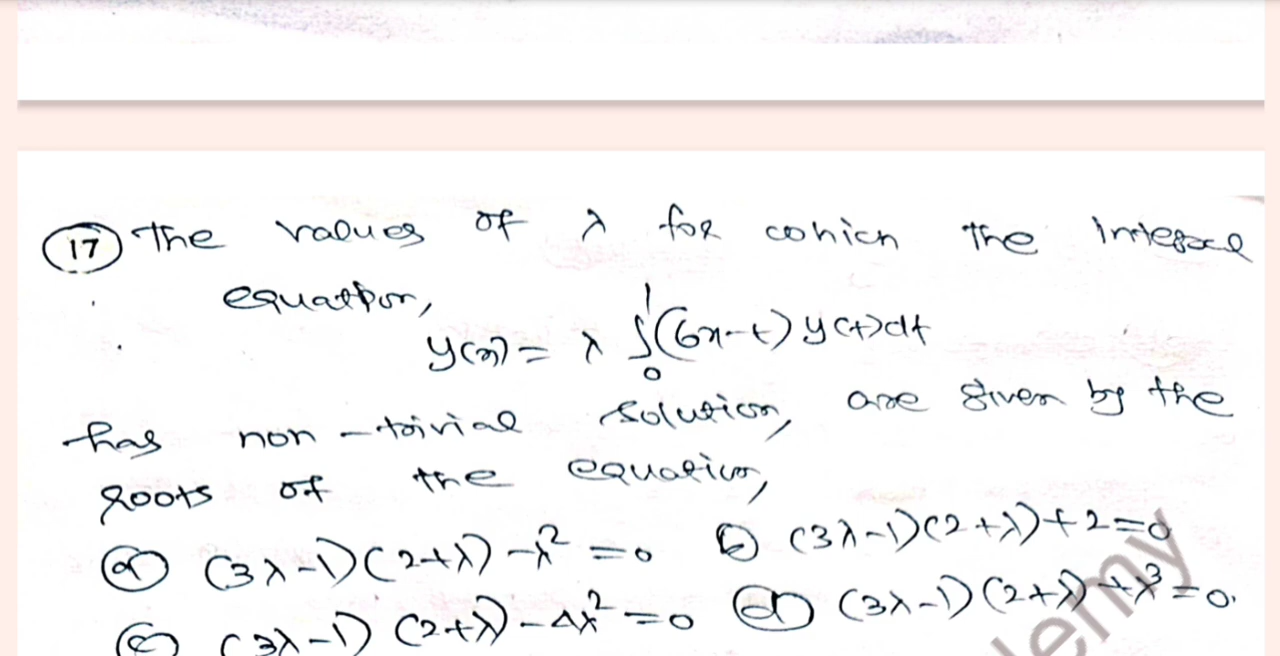 17 The values of λ for which the integral
equation,
y(x) = λ ∫₀¹ (6x-t) y(t) dt
has non-trivial solution, are given by the
roots of the equation,
a (3λ-1)(2+λ) - λ² = 0 b (3λ-1)(2+λ) + 2 = 0
c (3λ-1) (2+λ) - 4λ² = 0 d (3λ-1) (2+λ) + λ³ = 0.
lemy